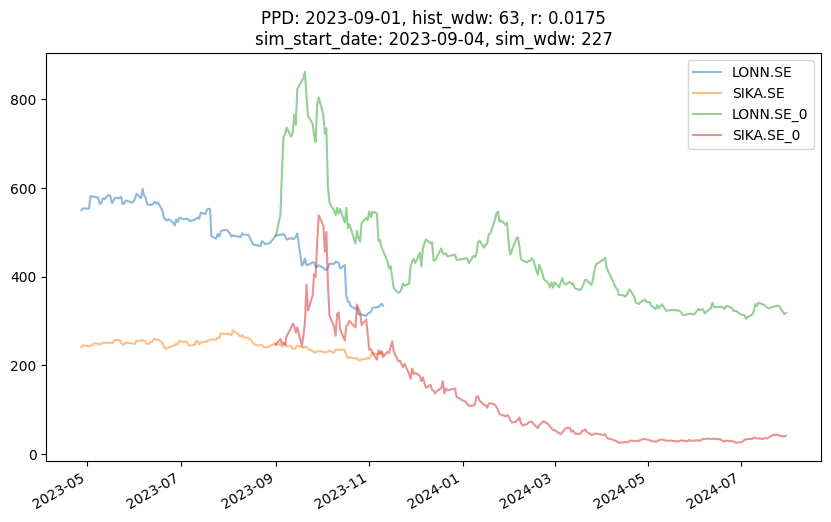 PPD: 2023-09-01, hist_wdw: 63, r: 0.0175
sim_start_date: 2023-09-04, sim_wdw: 227
LONN.SE
SIKA.SE
LONN.SE_0
SIKA.SE_0
800
600
400
200
0
2023-05
2023-07
2023-09
2023-11
2024-01
2024-03
2024-05
2024-07